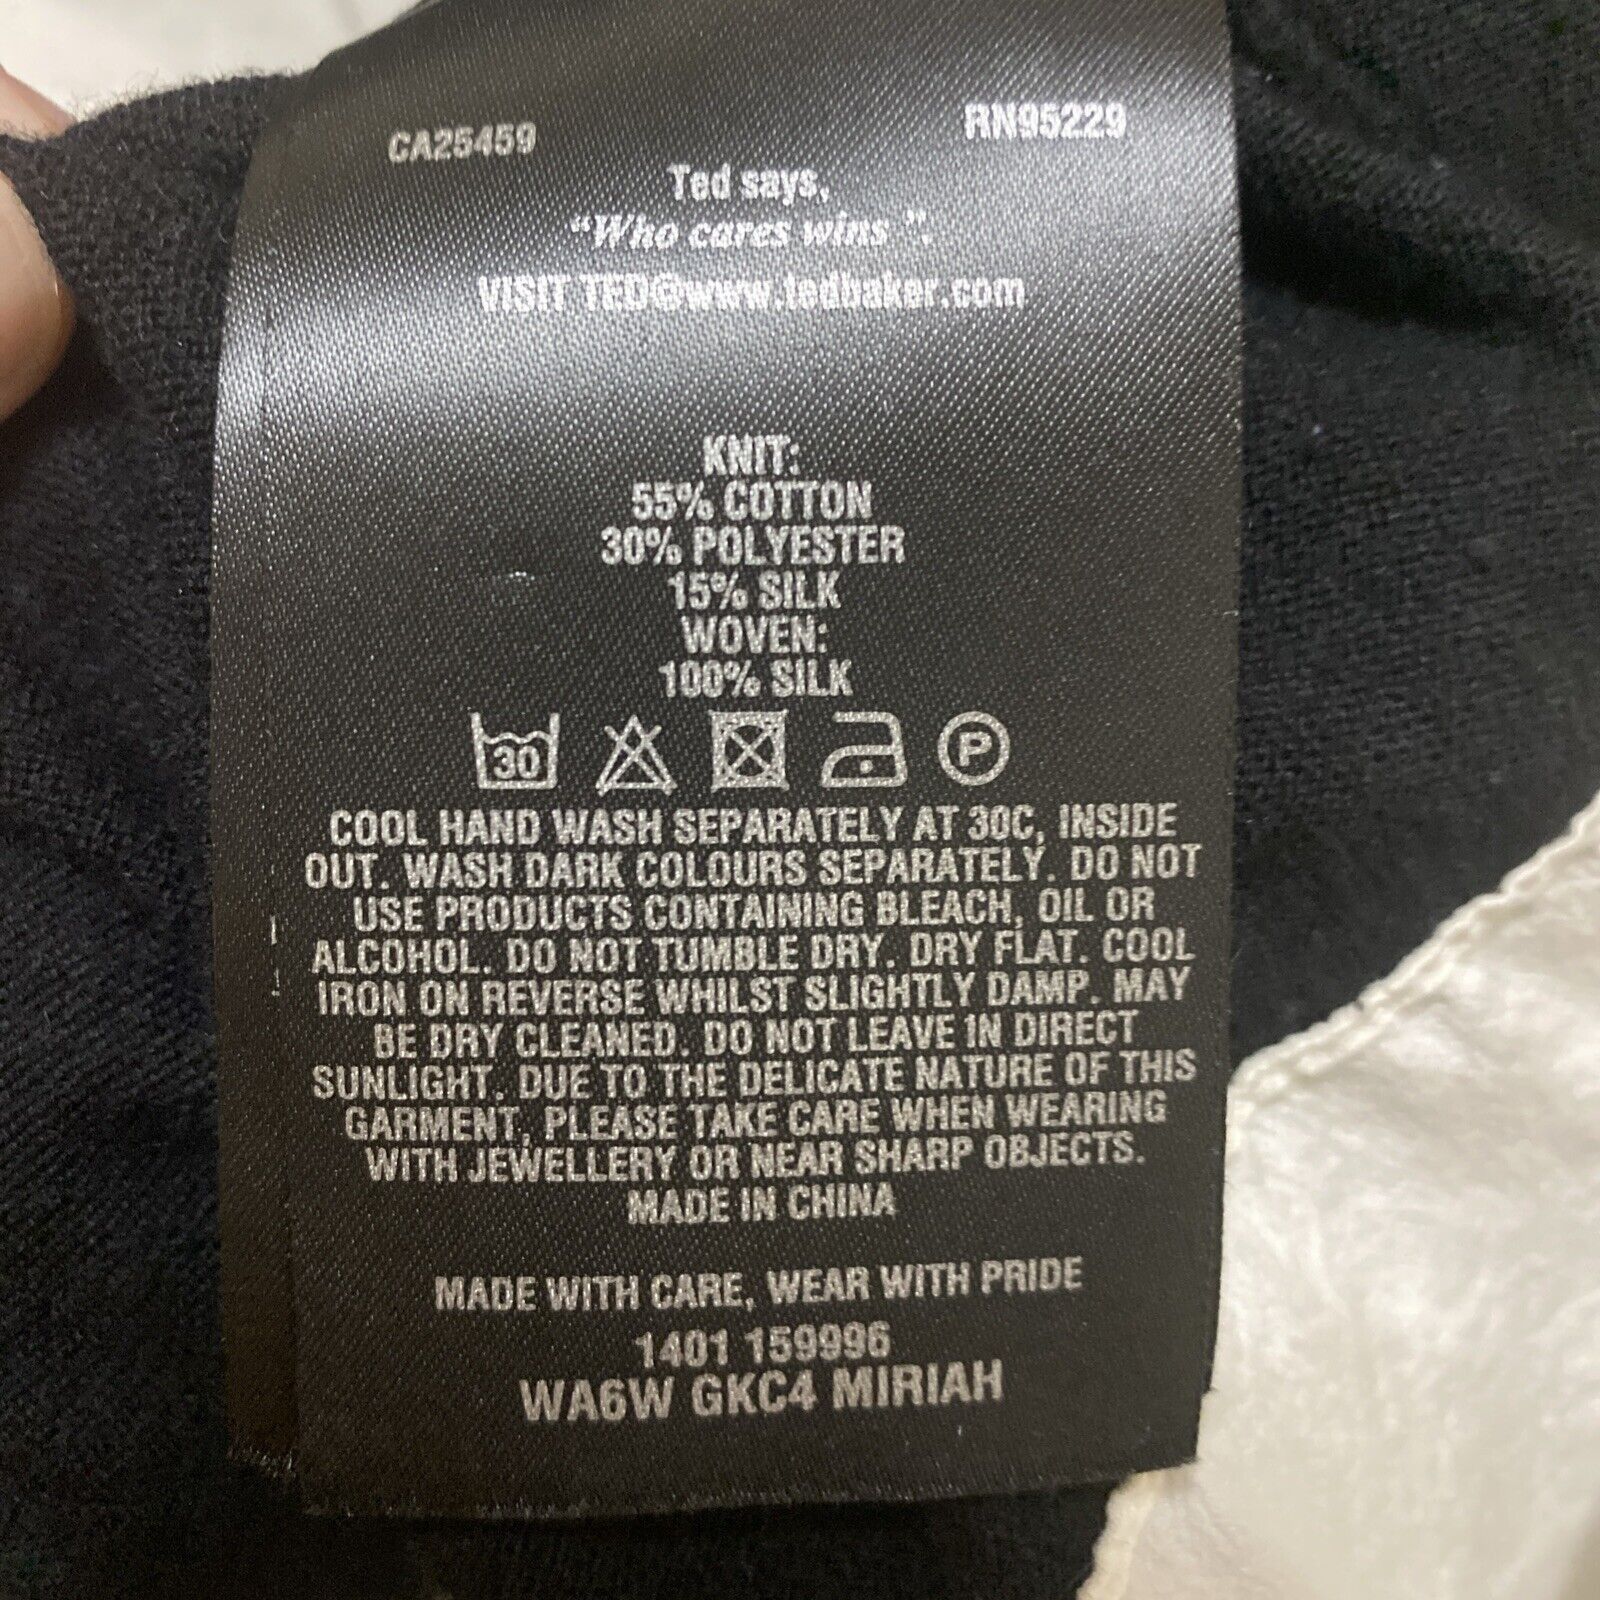 CA25459 RN95229
Ted says,
“Who cares wins”.
VISIT TED@www.tedbaker.com
KNIT:
55% COTTON
30% POLYESTER
15% SILK
WOVEN:
100% SILK
30 P
COOL HAND WASH SEPARATELY AT 30C, INSIDE
OUT. WASH DARK COLOURS SEPARATELY. DO NOT
USE PRODUCTS CONTAINING BLEACH, OIL OR
ALCOHOL. DO NOT TUMBLE DRY. DRY FLAT. COOL
IRON ON REVERSE WHILST SLIGHTLY DAMP. MAY
BE DRY CLEANED. DO NOT LEAVE IN DIRECT
SUNLIGHT. DUE TO THE DELICATE NATURE OF THIS
GARMENT, PLEASE TAKE CARE WHEN WEARING
WITH JEWELLERY OR NEAR SHARP OBJECTS.
MADE IN CHINA
MADE WITH CARE, WEAR WITH PRIDE
1401 159996
WA6W GKC4 MIRIAH